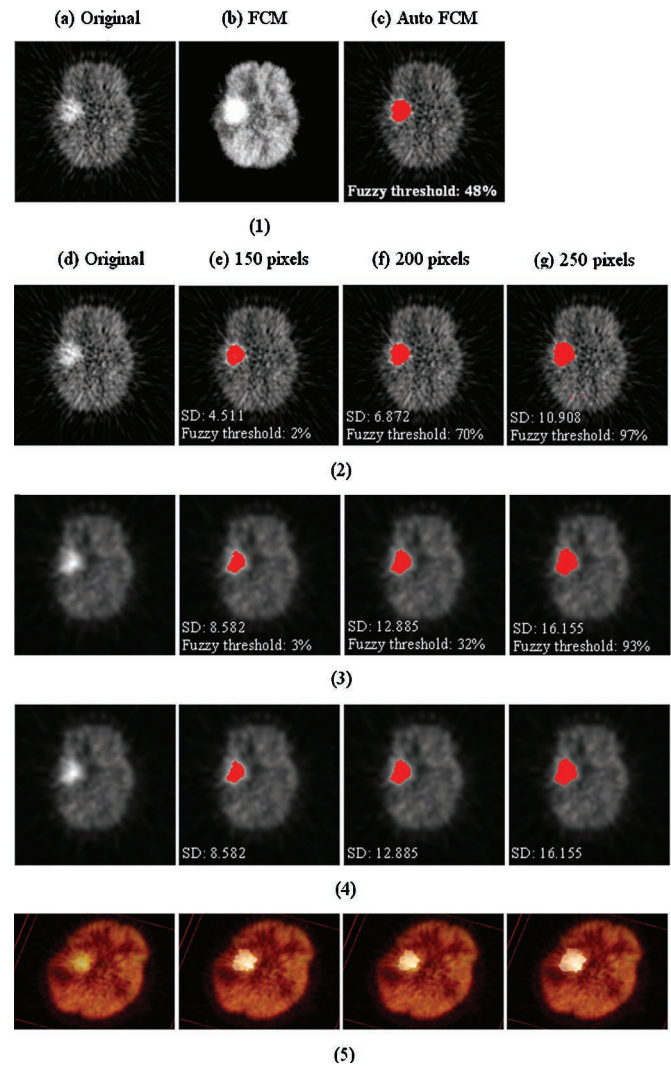 (a) Original (b) FCM (c) Auto FCM
Fuzzy threshold: 48%
(1)
(d) Original (e) 150 pixels (f) 200 pixels (g) 250 pixels
SD: 4.511 SD: 6.872 SD: 10.908
Fuzzy threshold: 2% Fuzzy threshold: 70% Fuzzy threshold: 97%
(2)
SD: 8.582 SD: 12.885 SD: 16.155
Fuzzy threshold: 3% Fuzzy threshold: 32% Fuzzy threshold: 93%
(3)
SD: 8.582 SD: 12.885 SD: 16.155
(4)
(5)